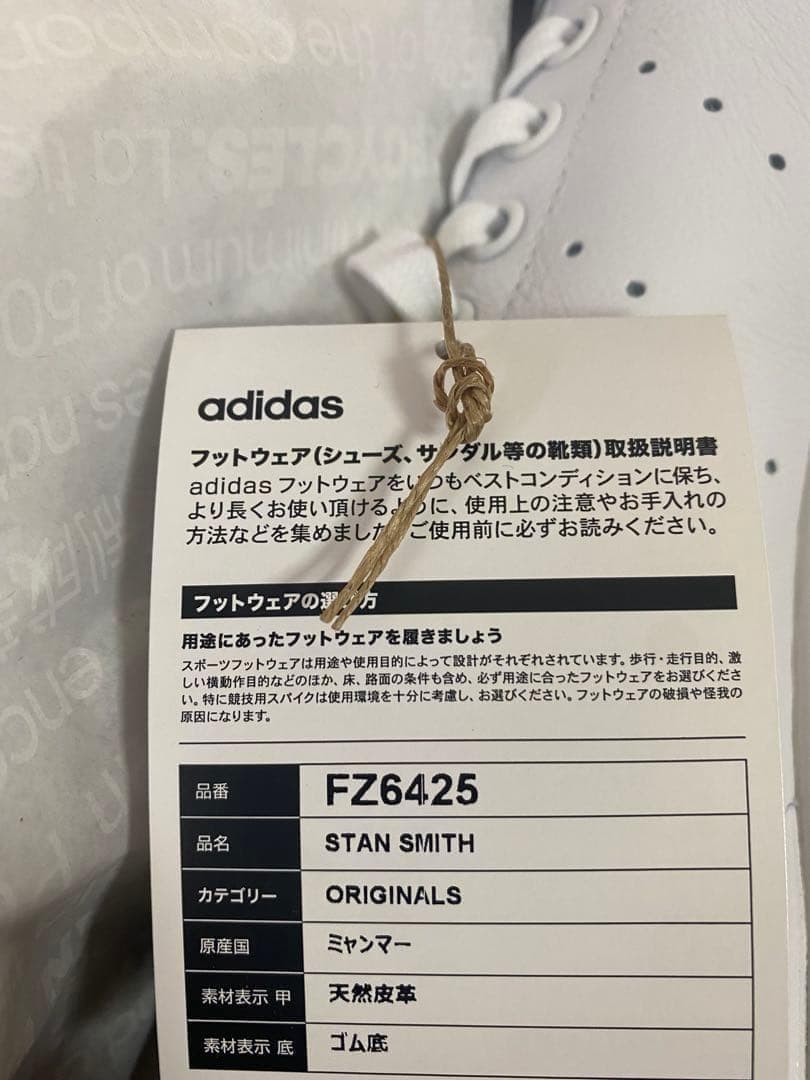 adidas
フットウェア(シューズ、サンダル等の靴類)取扱説明書
adidas フットウェアをいつもベストコンディションに保ち、
より長くお使い頂けるように、使用上の注意やお手入れの
方法などを集めました。ご使用前に必ずお読みください。
フットウェアの選び方
用途にあったフットウェアを履きましょう
スポーツフットウェアは用途や使用目的によって設計がそれぞれされています。歩行・走行目的、激
しい横動作目的などのほか、床、路面の条件も含め、必ず用途に合ったフットウェアをお選びくださ
い。特に競技用スパイクは使用環境を十分に考慮し、お選びください。フットウェアの破損や怪我の
原因になります。
品番 FZ6425
品名 STAN SMITH
カテゴリー ORIGINALS
原産国 ミャンマー
素材表示 甲 天然皮革
素材表示 底 ゴム底